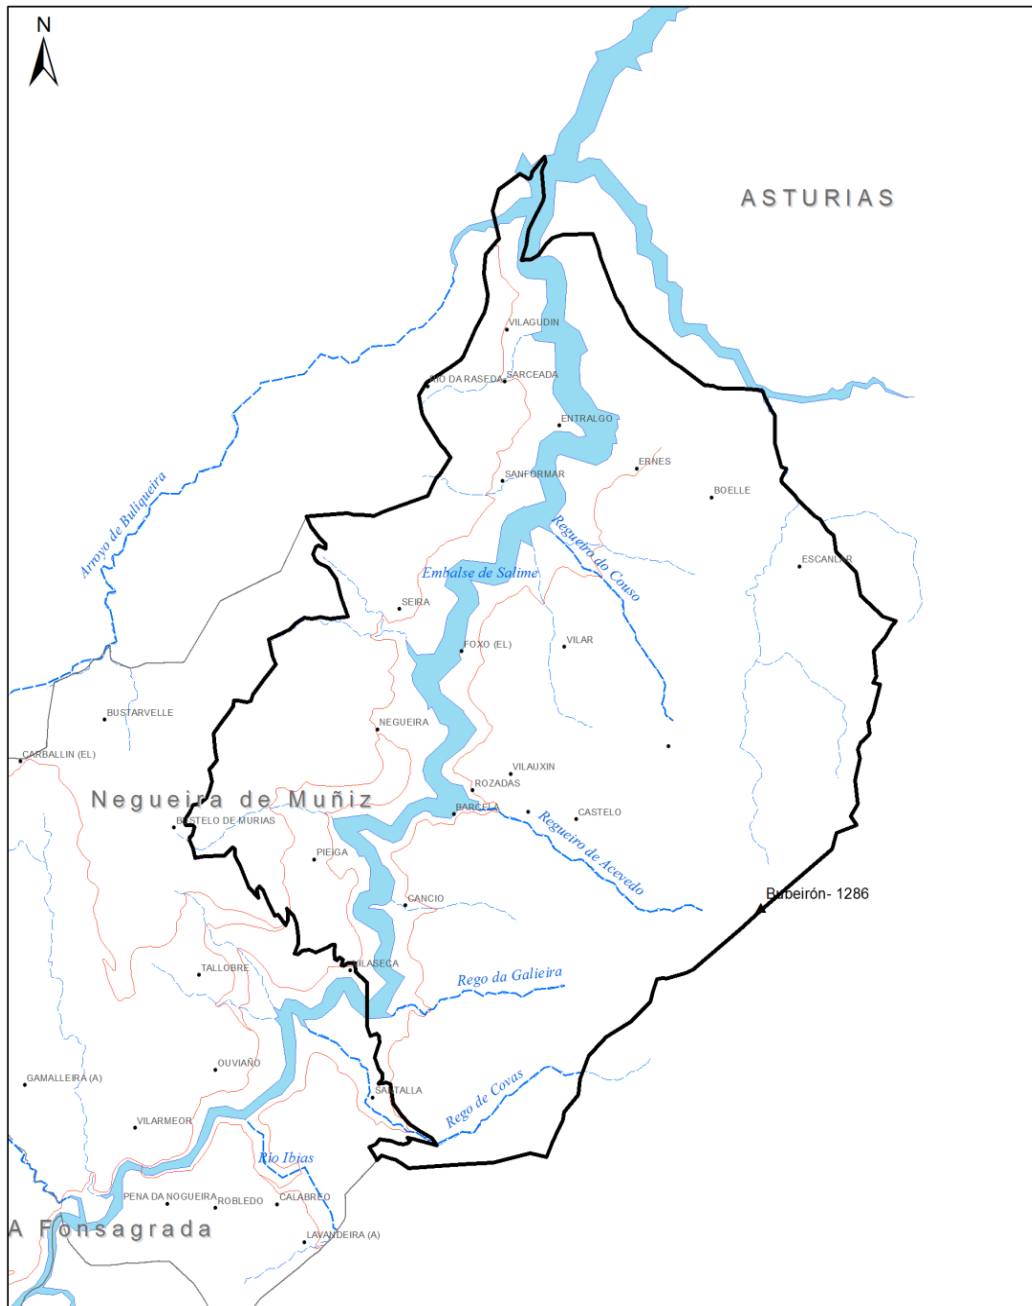 N
ASTURIAS
VILAGUDIN
RIO DA RASEDA
SARCEADA
ENTRALGO
ERNES
SANFORMAR
BOELLE
Arroyo de Buliqueira
Regueiro do Couso
ESCANLAR
Embalse de Salime
SEIRA
FOXO (EL)
VILAR
BUSTARVELLE
NEGUEIRA
CARBALLIN (EL)
VILAUXIN
ROZADAS
Negueira de Muñiz
BARCELA
CASTELO
BESTELO DE MURIAS
Regueiro de Acevedo
PIEIGA
Bubeirón- 1286
CANCIO
VILASECA
TALLOBRE
Rego da Galieira
OUVIAÑO
GAMALLEIRA (A)
SALTALLA
Rego de Covas
VILARMEOR
Río Ibias
PENA DA NOGUEIRA
ROBLEDO
CALABREO
A Fonsagrada
LAVANDEIRA (A)